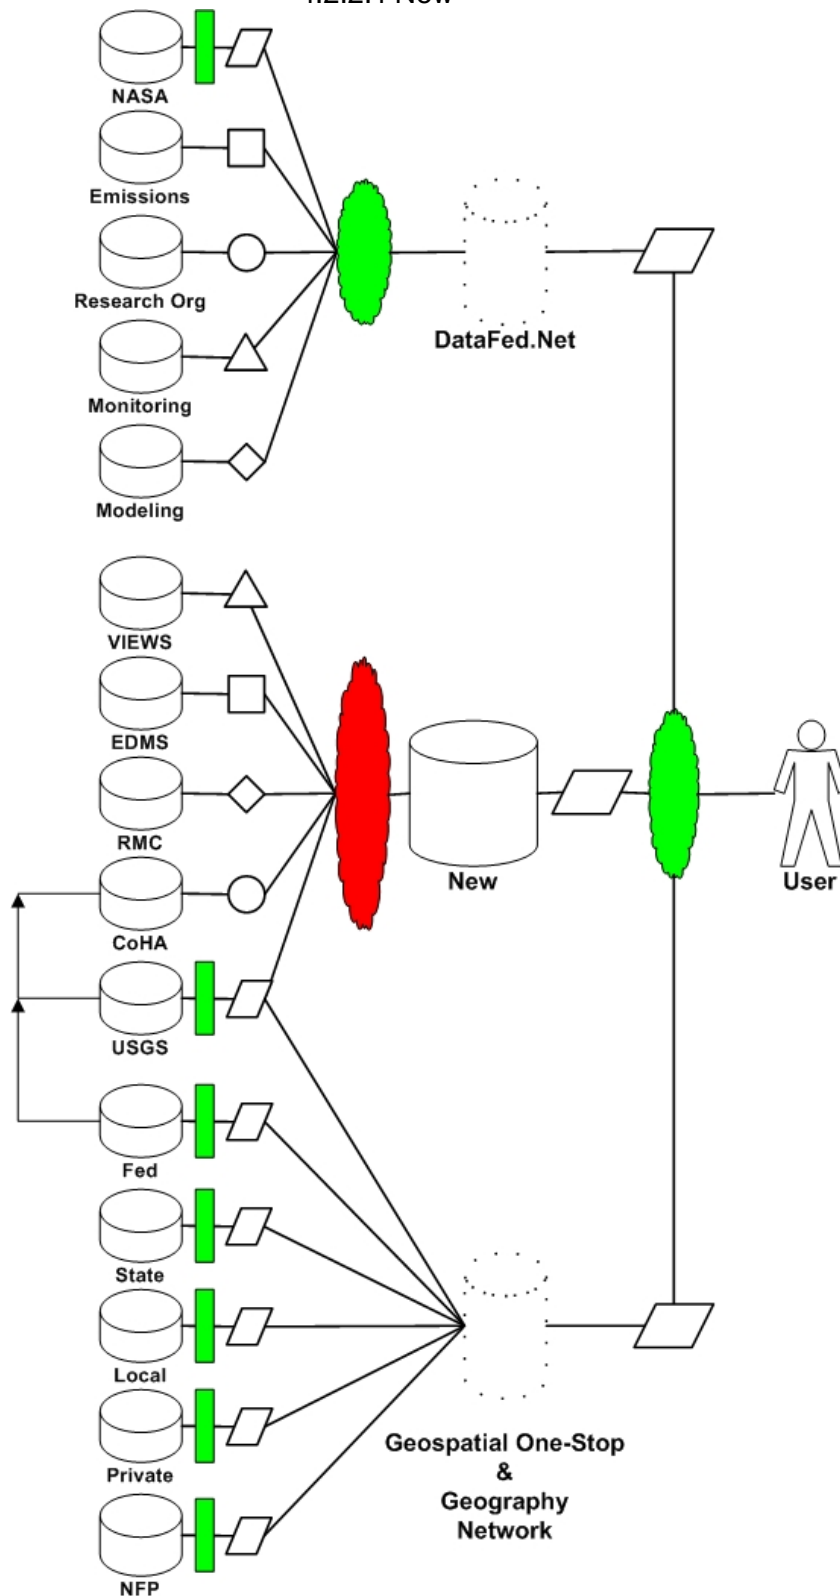 NASA
Emissions
Research Org
Monitoring
Modeling
DataFed.Net
VIEWS
EDMS
RMC
CoHA
USGS
New
User
Fed
State
Local
Private
NFP
Geospatial One-Stop
&
Geography
Network